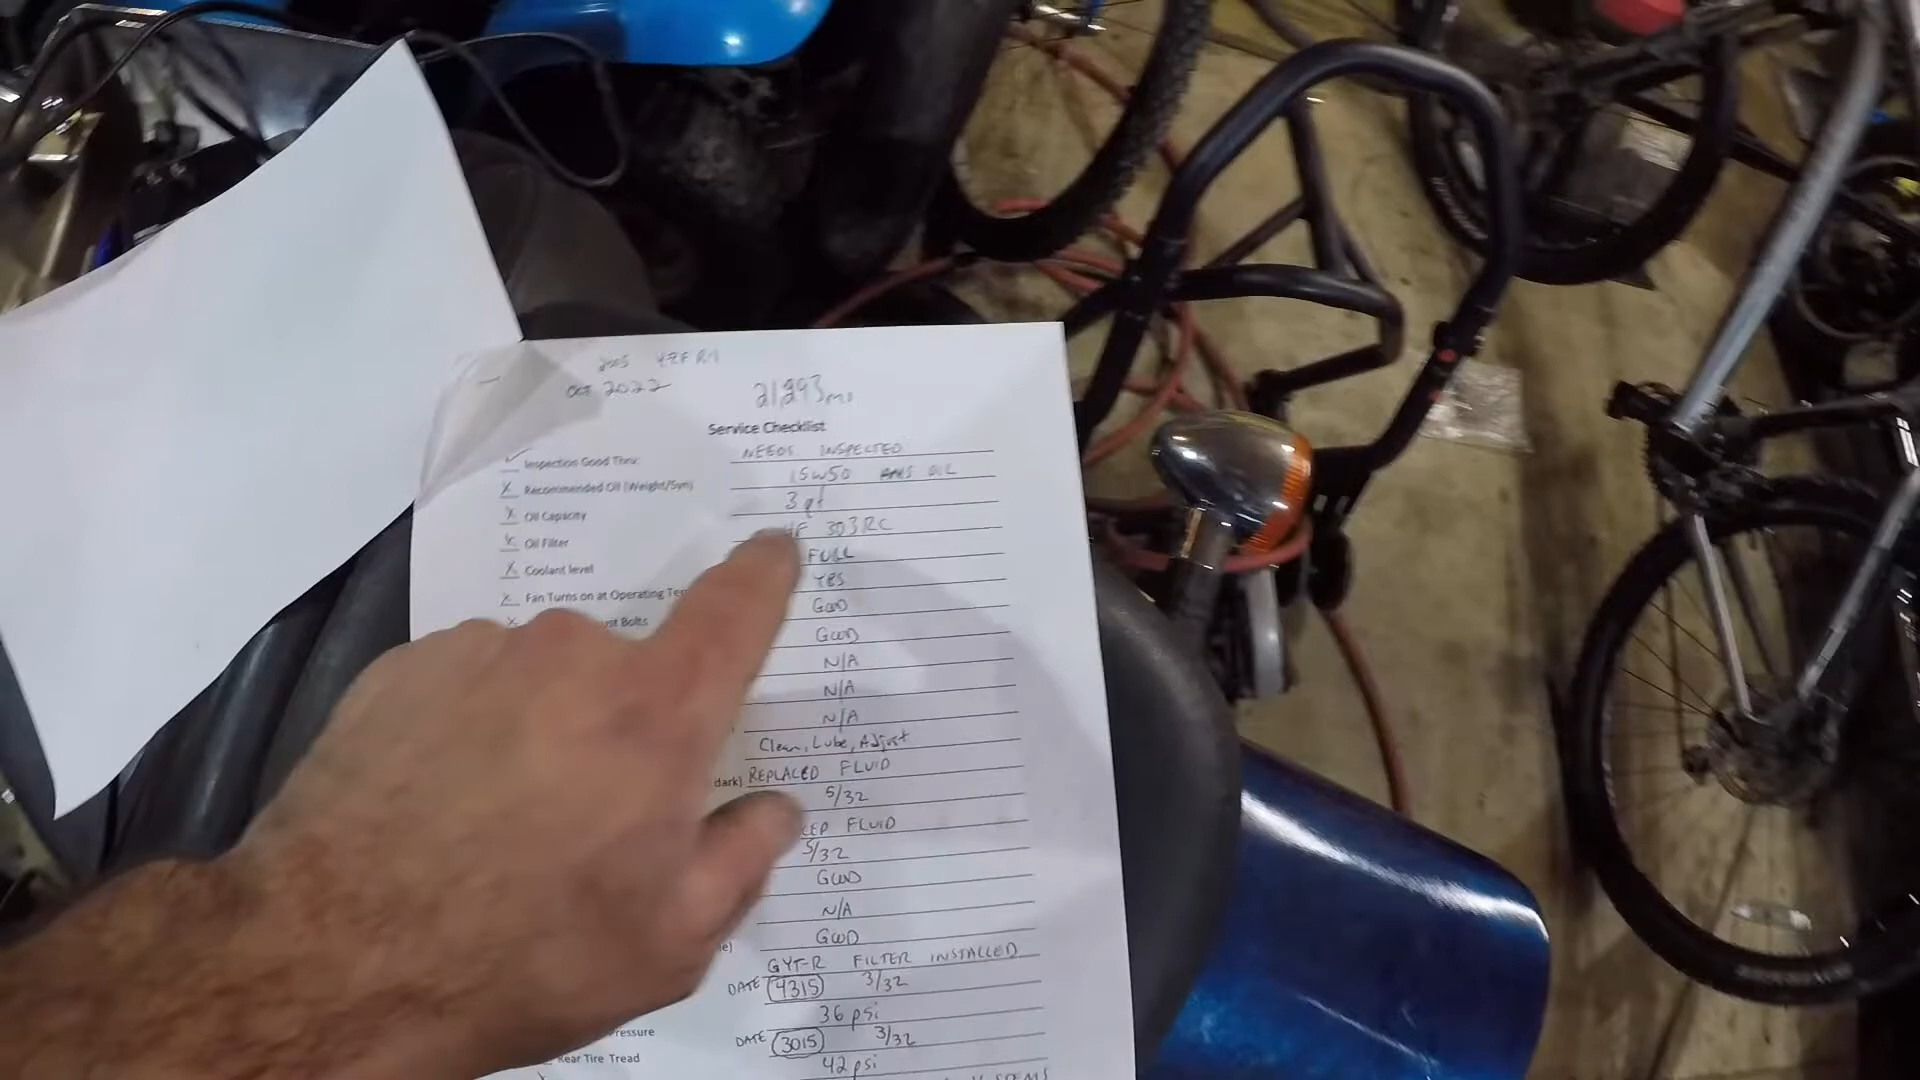 2005 YZF R1
Oct 2022 21,293mi
Service Checklist
Inspection Good Thru: NEEDS INSPECTED
X Recommended Oil (Weight/Syn) 15W50 OIL
X Oil Capacity 3 qt
X Oil Filter HF 303RC
X Coolant level FULL
X Fan Turns on at Operating YES
X Bolts GOOD
GOOD
N/A
N/A
N/A
Clean, Lube, Adjust
dark) REPLACED FLUID
5/32
FLUID
5/32
GOOD
N/A
GOOD
GYT-R FILTER INSTALLED
DATE 4315 3/32
36 psi
DATE 3015 3/32
Rear Tire Tread 42 psi